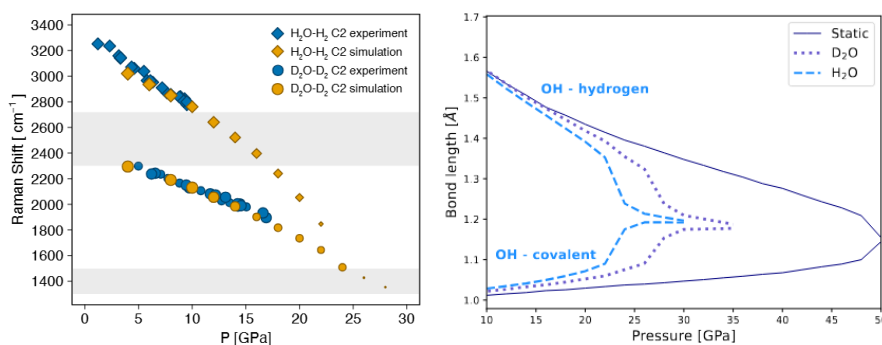 H₂O-H₂ C2 experiment
H₂O-H₂ C2 simulation
D₂O-D₂ C2 experiment
D₂O-D₂ C2 simulation
Raman Shift [ cm⁻¹ ]
3400
3200
3000
2800
2600
2400
2200
2000
1800
1600
1400
0
5
10
15
20
25
30
P [GPa]
Static
D₂O
H₂O
OH - hydrogen
OH - covalent
Bond length [Å]
1.7
1.6
1.5
1.4
1.3
1.2
1.1
1.0
10
15
20
25
30
35
40
45
50
Pressure [GPa]